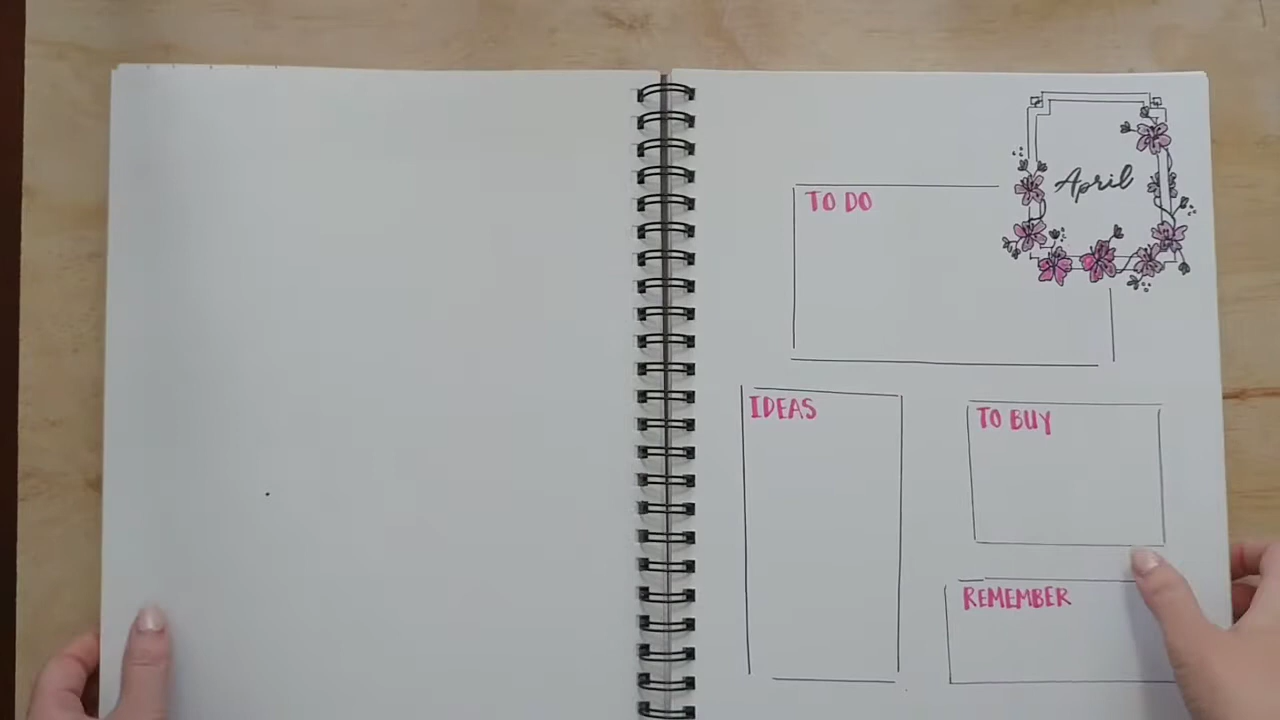 April
TO DO
IDEAS
TO BUY
REMEMBER